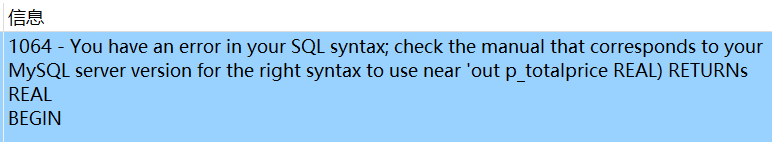 信息
1064 - You have an error in your SQL syntax; check the manual that corresponds to your
MySQL server version for the right syntax to use near 'out p_totalprice REAL) RETURNs
REAL
BEGIN